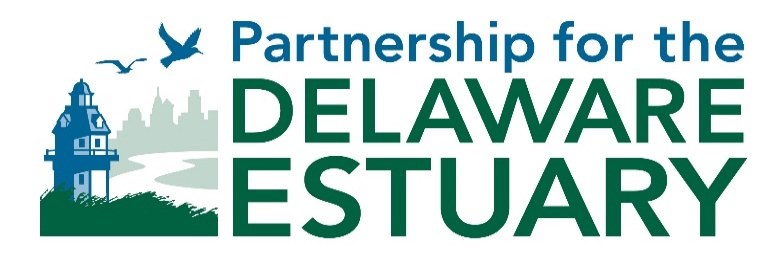 Partnership for the
DELAWARE
ESTUARY